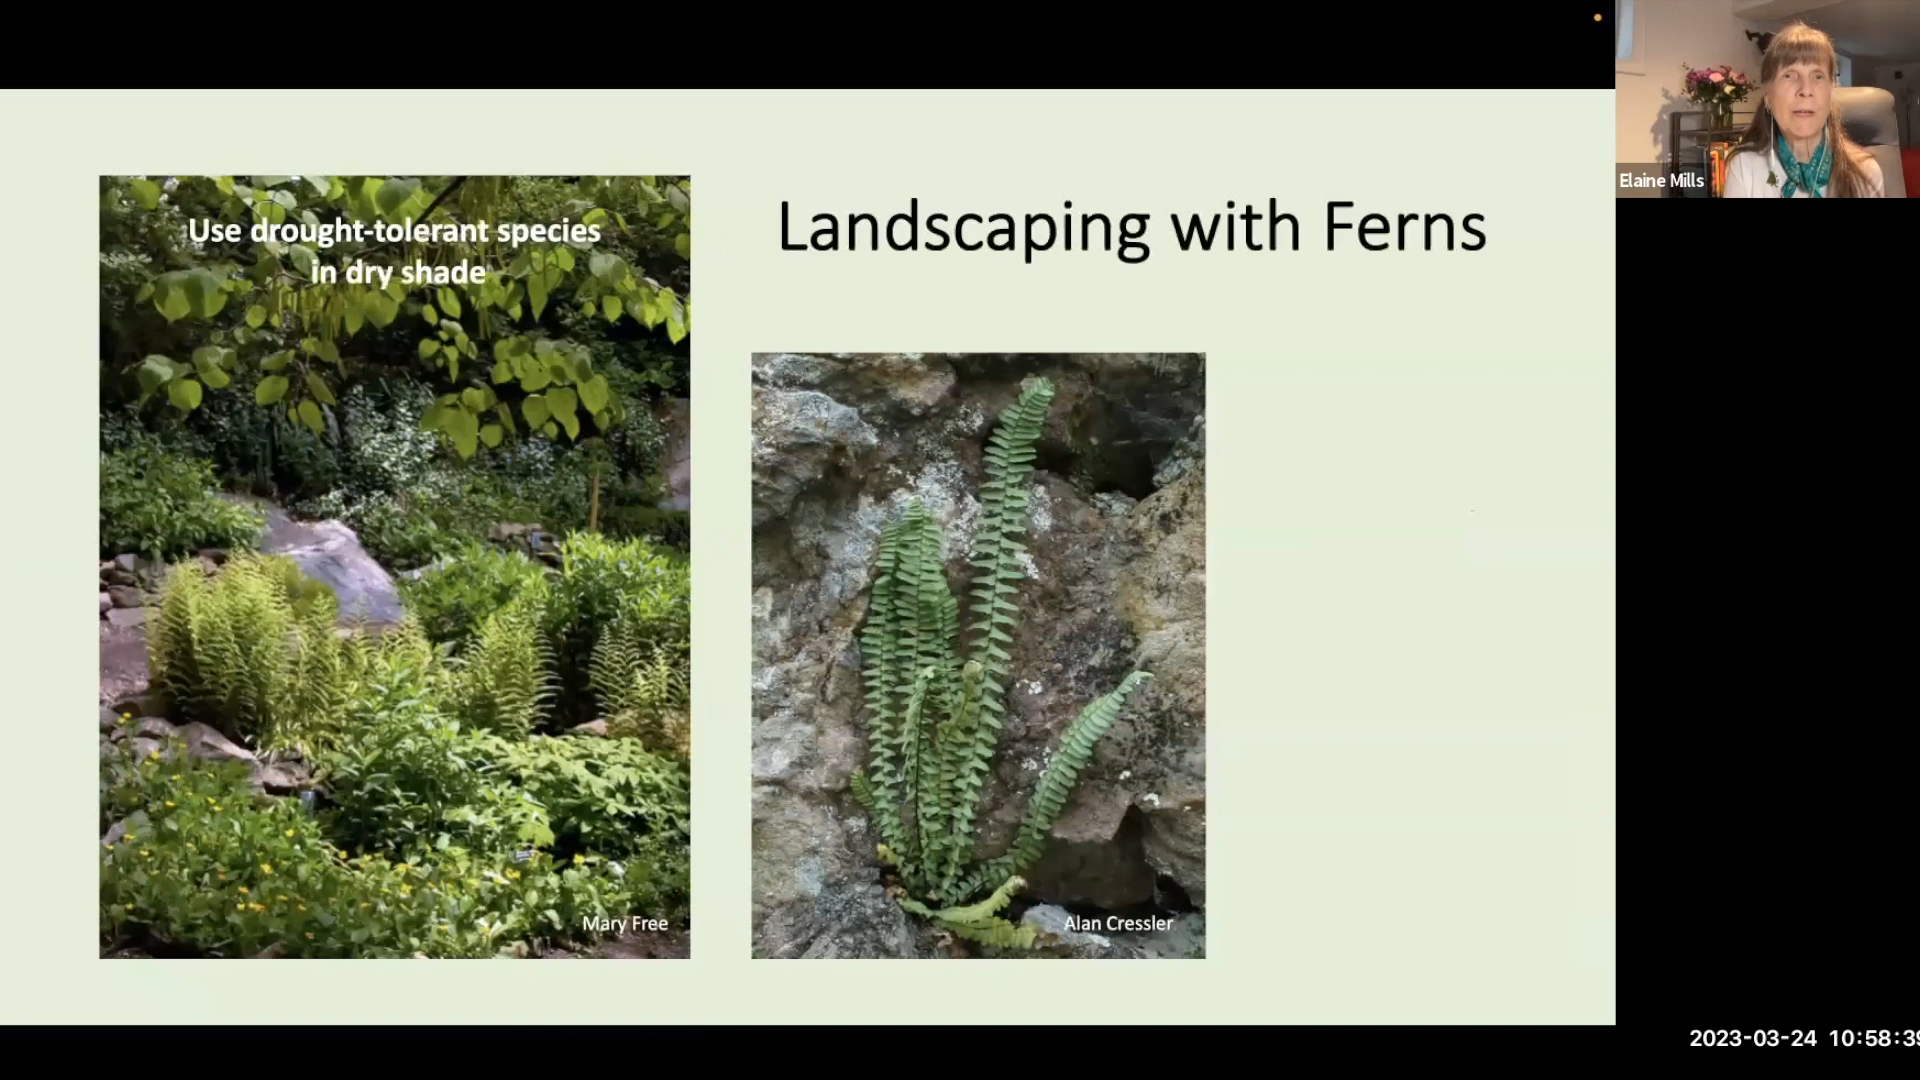 Elaine Mills
Use drought-tolerant species
in dry shade
Landscaping with Ferns
Mary Free
Alan Cressler
2023-03-24 10:58:39